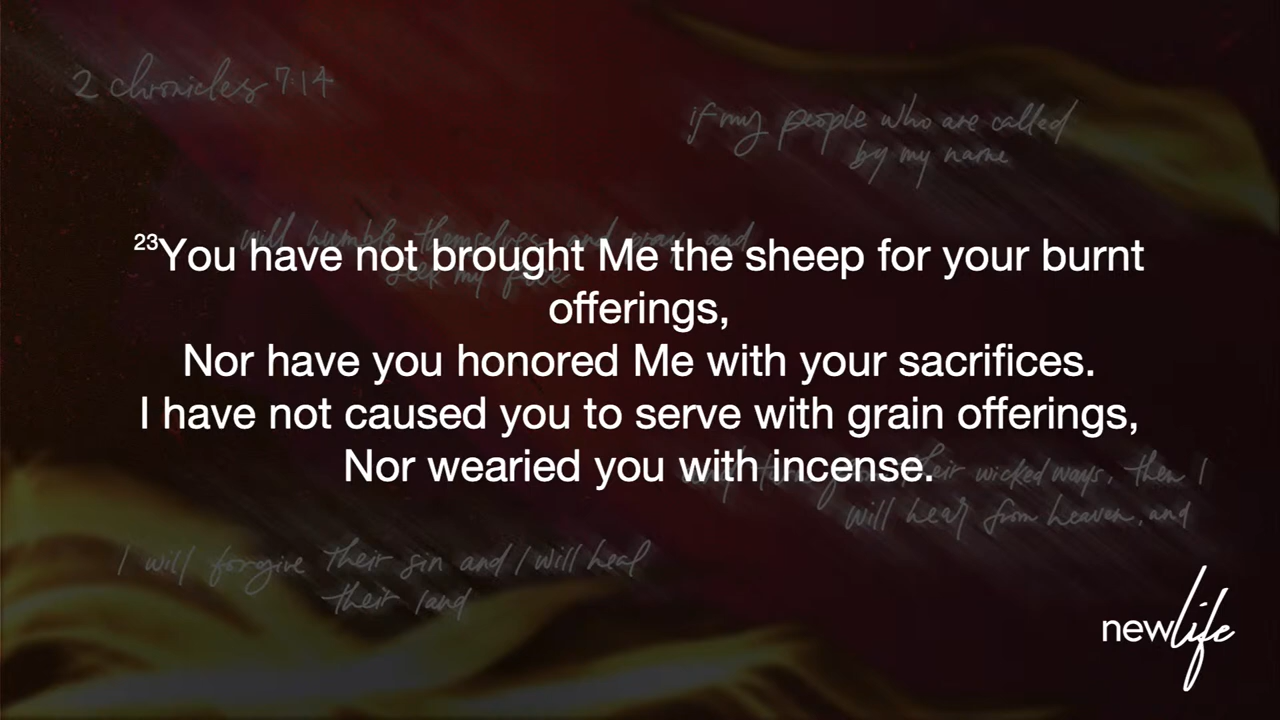 2 chronicles 7:14
if my people who are called
by my name
will humble themselves and pray and
seek my face
23You have not brought Me the sheep for your burnt
offerings,
Nor have you honored Me with your sacrifices.
I have not caused you to serve with grain offerings,
Nor wearied you with incense.
their wicked ways, then I
will hear from heaven, and
I will forgive their sin and I will heal
their land
newlife